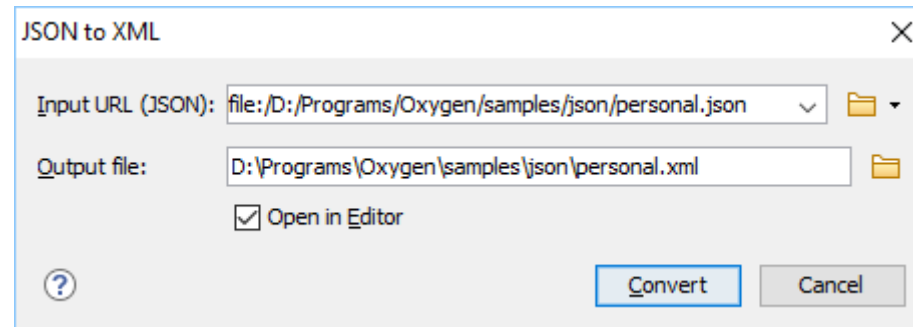 JSON to XML
Input URL (JSON): file:/D:/Programs/Oxygen/samples/json/personal.json
Output file: D:\Programs\Oxygen\samples\json\personal.xml
Open in Editor
? Convert Cancel